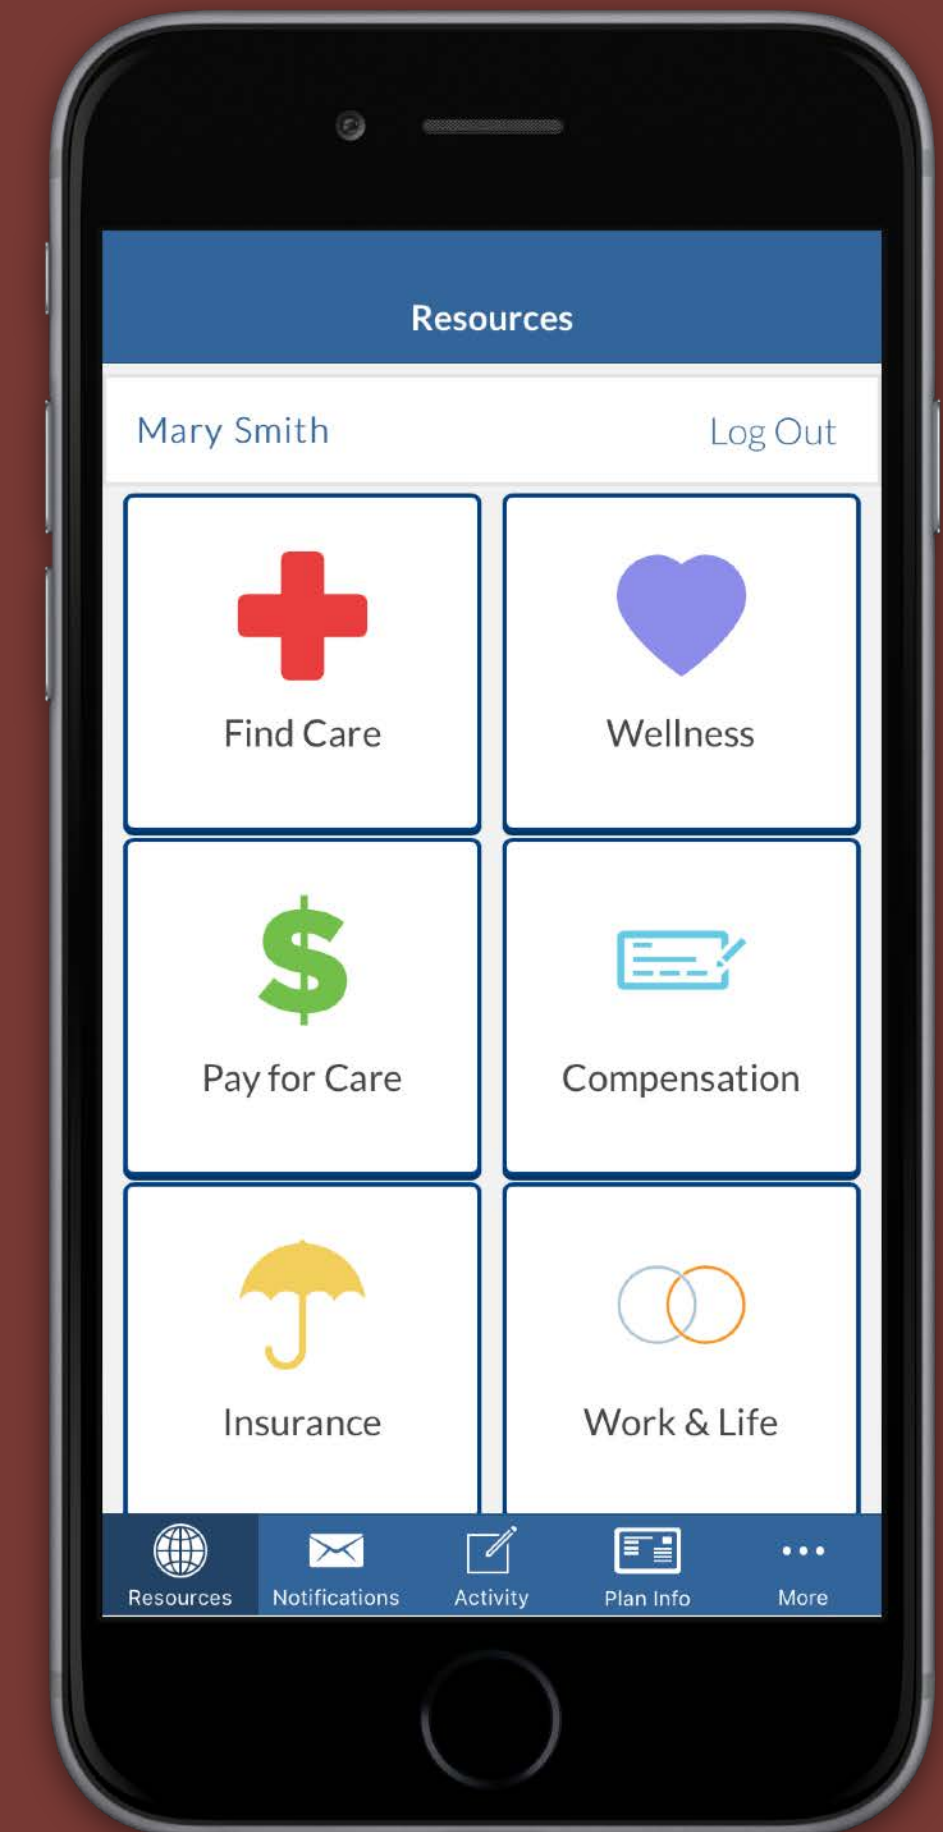 Resources
Mary Smith Log Out
Find Care Wellness
Pay for Care Compensation
Insurance Work & Life
Resources Notifications Activity Plan Info More